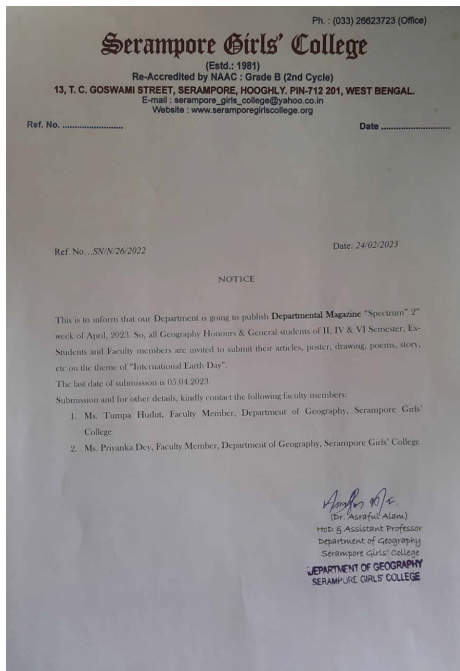 Ph. : (033) 26623723 (Office)
Serampore Girls' College
(Estd.: 1981)
Re-Accredited by NAAC : Grade B (2nd Cycle)
13, T. C. GOSWAMI STREET, SERAMPORE, HOOGHLY. PIN-712 201, WEST BENGAL.
E-mail : serampore_girls_college@yahoo.co.in
Website : www.seramporegirlscollege.org
Ref. No. ........................ Date ...........................
Ref. No...SN/N/26/2022 Date: 24/02/2023
NOTICE
This is to inform that our Department is going to publish Departmental Magazine "Spectrum" 2nd
week of April, 2023. So, all Geography Honours & General students of II, IV & VI Semester, Ex-
Students and Faculty members are invited to submit their articles, poster, drawing, poems, story,
etc on the theme of "International Earth Day".
The last date of submission is 05.04.2023.
Submission and for other details, kindly contact the following faculty members:
1. Ms. Tumpa Hudut, Faculty Member, Department of Geography, Serampore Girls'
College
2. Ms. Priyanka Dey, Faculty Member, Department of Geography, Serampore Girls' College
(Dr. Asraful Alam)
HoD & Assistant Professor
Department of Geography
Serampore Girls' College
DEPARTMENT OF GEOGRAPHY
SERAMPURE GIRLS' COLLEGE